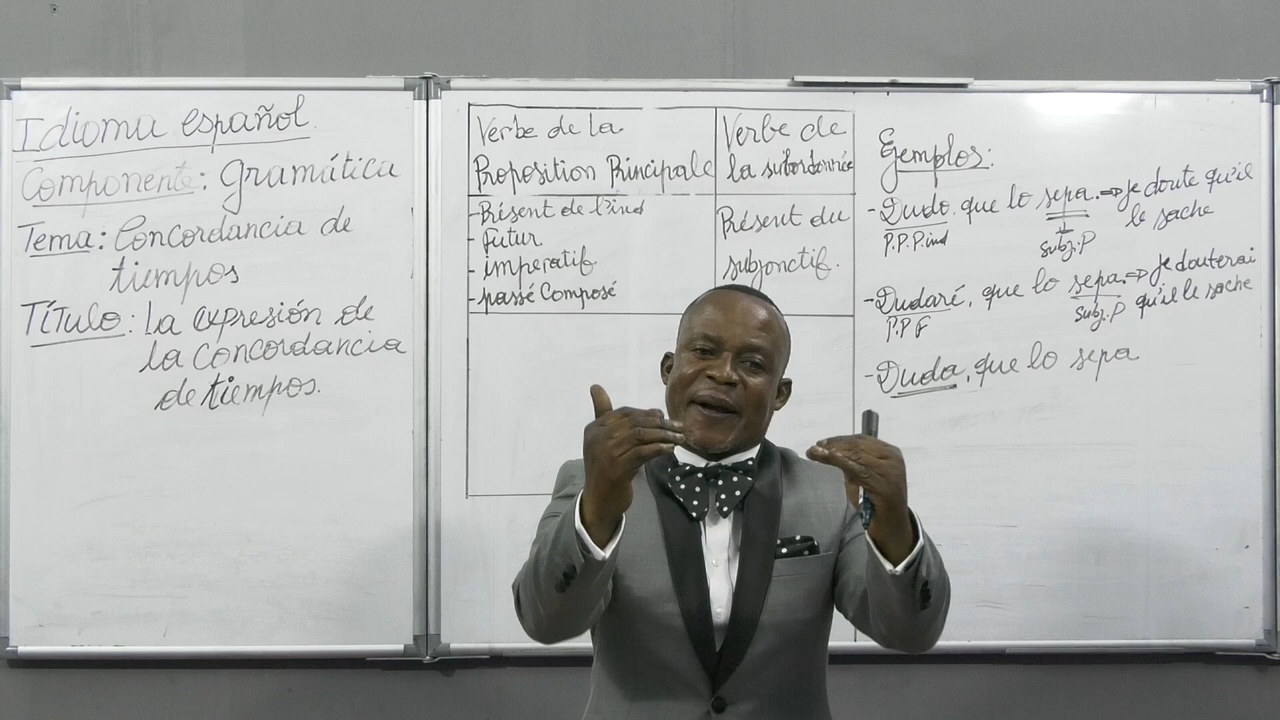 Idioma español
Componente: gramática
Tema: Concordancia de
tiempos
Título: La expresión de
la concordancia
de tiempos.
Verbe de la
Proposition Principale
Verbe de
la subordonnée
- Présent de l'ind
- futur
- imperatif
- passé Composé
Présent du
subjonctif.
Ejemplos:
- Dudo, que lo sepa. ⇒ je doute qu'il
le sache
P.P.P.ind
subj.P
- Dudaré, que lo sepa. ⇒ je douterai
qu'il le sache
P.P.F
subj.P
- Duda, que lo sepa